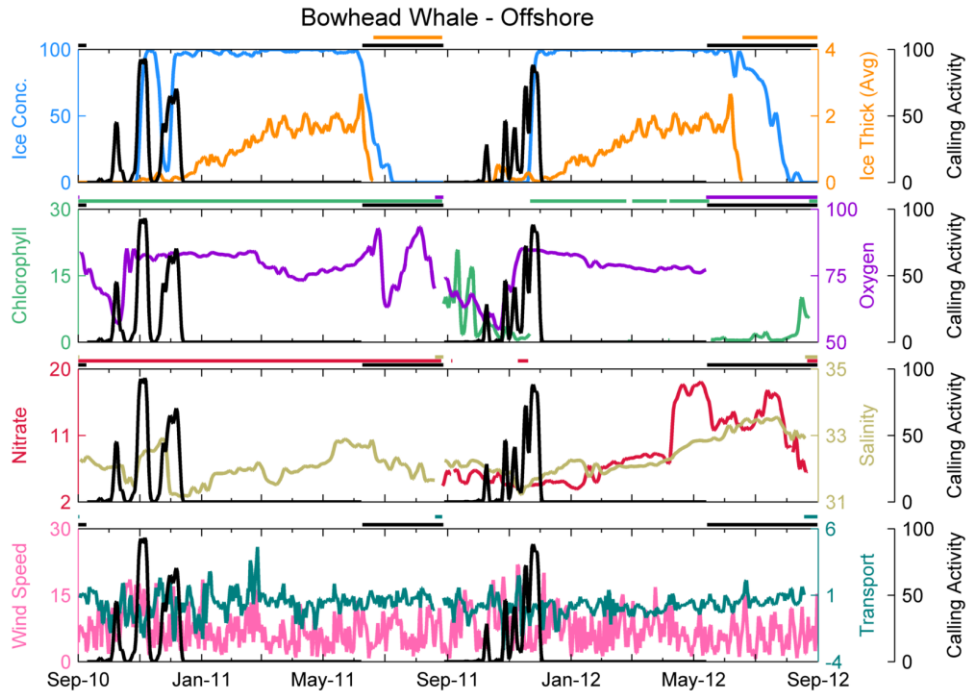 Bowhead Whale - Offshore
100 4 100
50 2 50
0 0 0
Ice Conc. Ice Thick (Avg) Calling Activity
30 100 100
15 75 50
0 50 0
Chlorophyll Oxygen Calling Activity
20 35 100
11 33 50
2 31 0
Nitrate Salinity Calling Activity
30 6 100
15 1 50
0 -4 0
Wind Speed Transport Calling Activity
Sep-10 Jan-11 May-11 Sep-11 Jan-12 May-12 Sep-12